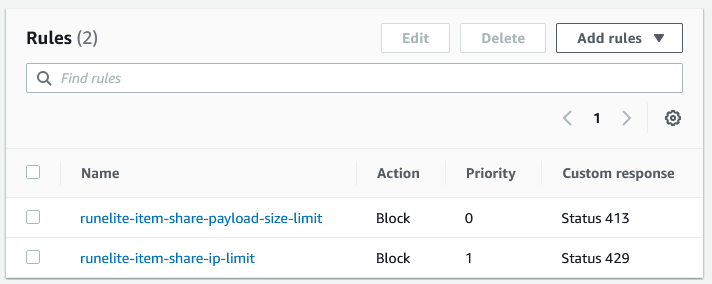 Rules (2)
Edit
Delete
Add rules
Find rules
1
Name Action Priority Custom response
runelite-item-share-payload-size-limit Block 0 Status 413
runelite-item-share-ip-limit Block 1 Status 429